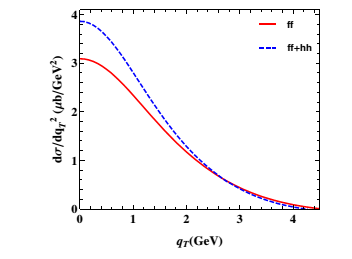 4
3
2
1
0
0 1 2 3 4
dσ/dq_T^2 (μb/GeV^2)
q_T(GeV)
ff
ff+hh